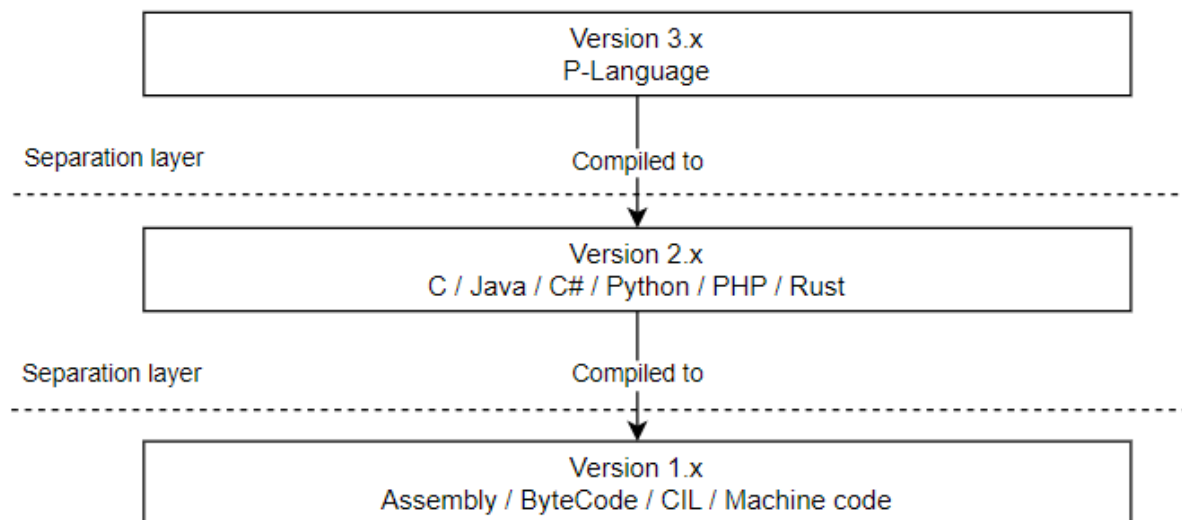 Version 3.x
P-Language
Separation layer
Compiled to
Version 2.x
C / Java / C# / Python / PHP / Rust
Separation layer
Compiled to
Version 1.x
Assembly / ByteCode / CIL / Machine code